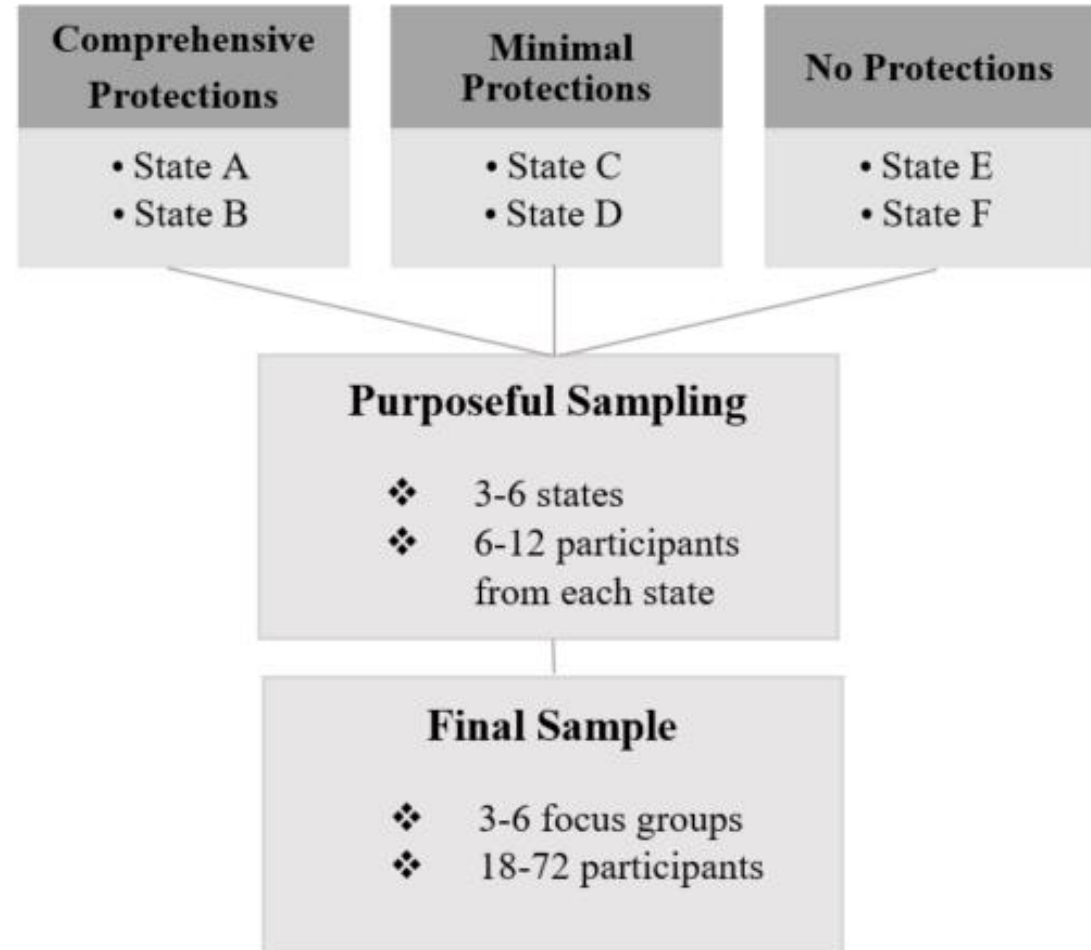 Comprehensive
Protections
• State A
• State B
Minimal
Protections
• State C
• State D
No Protections
• State E
• State F
Purposeful Sampling
❖ 3-6 states
❖ 6-12 participants
from each state
Final Sample
❖ 3-6 focus groups
❖ 18-72 participants